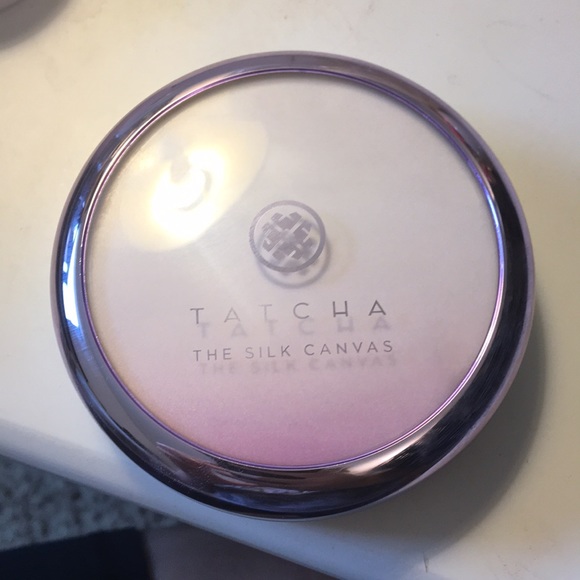 TATCHA
THE SILK CANVAS